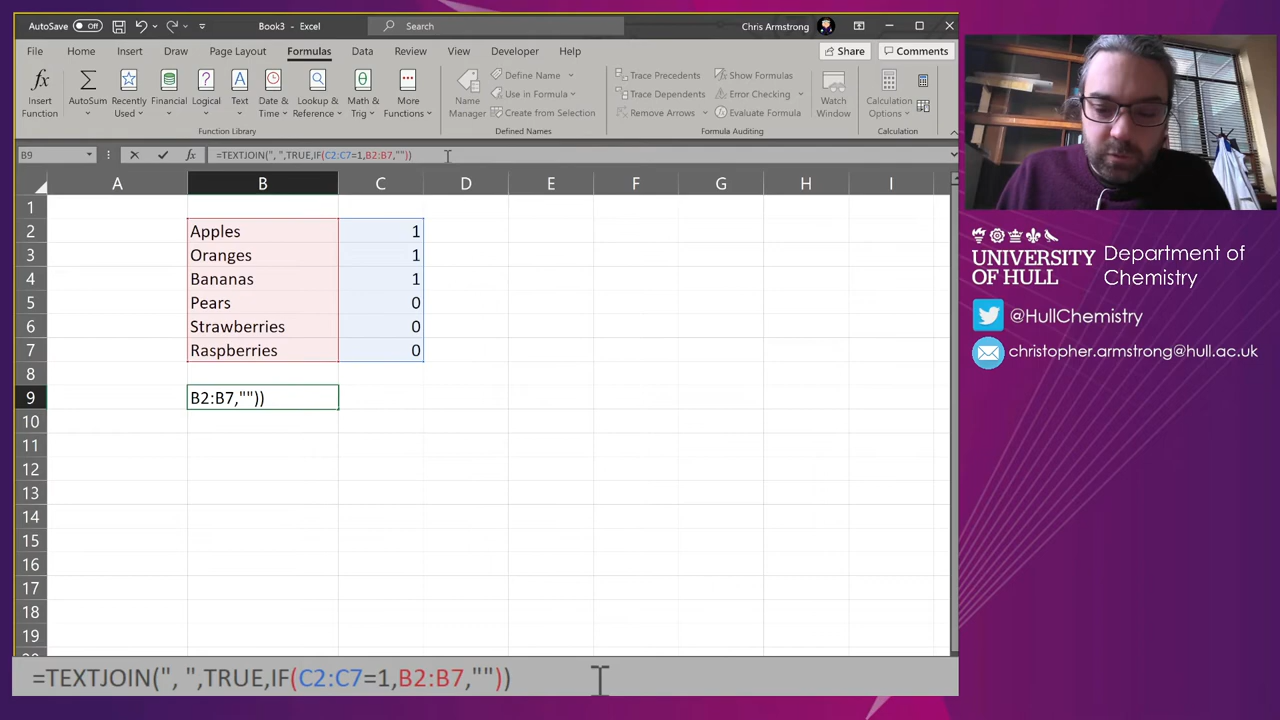 AutoSave Off Book3 - Excel Search Chris Armstrong
File Home Insert Draw Page Layout Formulas Data Review View Developer Help Share Comments
Insert Function
AutoSum
Recently Used
Financial
Logical
Text
Date & Time
Lookup & Reference
Math & Trig
More Functions
Function Library
Name Manager
Define Name
Use in Formula
Create from Selection
Defined Names
Trace Precedents
Trace Dependents
Remove Arrows
Show Formulas
Error Checking
Evaluate Formula
Formula Auditing
Watch Window
Calculation Options
Calculation
B9 fx =TEXTJOIN(", ",TRUE,IF(C2:C7=1,B2:B7,""))
A B C D E F G H I
1
2 Apples 1
3 Oranges 1
4 Bananas 1
5 Pears 0
6 Strawberries 0
7 Raspberries 0
8
9 B2:B7,""))
10
11
12
13
14
15
16
17
18
19
=TEXTJOIN(", ",TRUE,IF(C2:C7=1,B2:B7,""))
UNIVERSITY
OF HULL
Department of
Chemistry
@HullChemistry
christopher.armstrong@hull.ac.uk